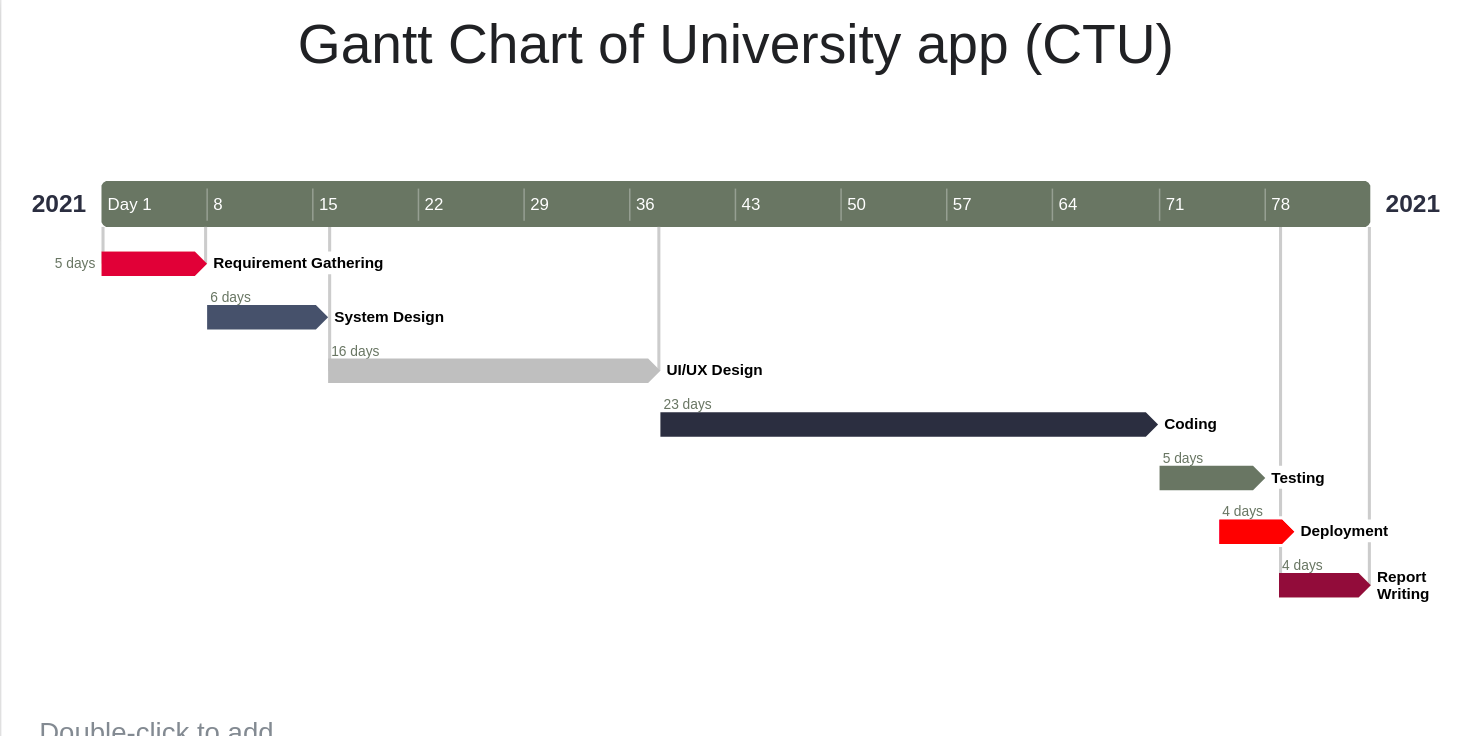 Gantt Chart of University app (CTU)
2021
Day 1 8 15 22 29 36 43 50 57 64 71 78
2021
5 days
Requirement Gathering
6 days
System Design
16 days
UI/UX Design
23 days
Coding
5 days
Testing
4 days
Deployment
4 days
Report
Writing
Double-click to add